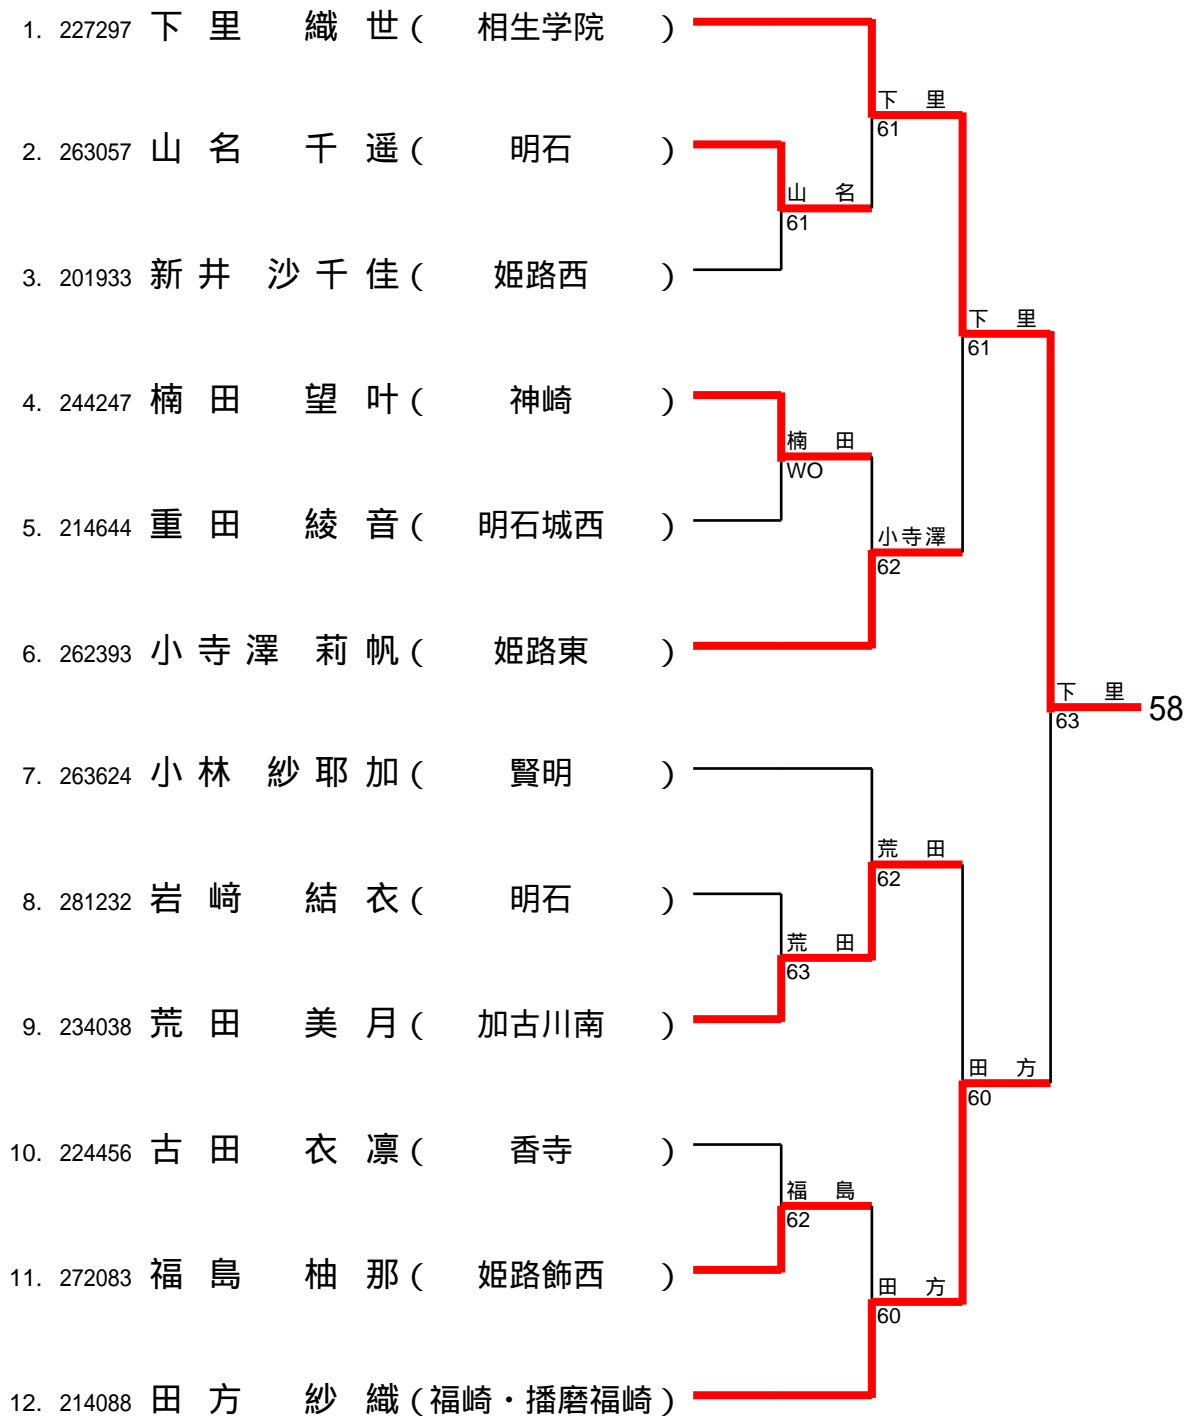 1. 227297 下里 織世 ( 相生学院 )
下里
61
2. 263057 山名 千遥 ( 明石 )
山名
61
3. 201933 新井 沙千佳 ( 姫路西 )
下里
61
4. 244247 楠田 望叶 ( 神崎 )
楠田
WO
5. 214644 重田 綾音 ( 明石城西 )
小寺澤
62
6. 262393 小寺澤 莉帆 ( 姫路東 )
下里
63
58
7. 263624 小林 紗耶加 ( 賢明 )
荒田
62
8. 281232 岩﨑 結衣 ( 明石 )
荒田
63
9. 234038 荒田 美月 ( 加古川南 )
田方
60
10. 224456 古田 衣凛 ( 香寺 )
福島
62
11. 272083 福島 柚那 ( 姫路飾西 )
田方
60
12. 214088 田方 紗織 ( 福崎・播磨福崎 )